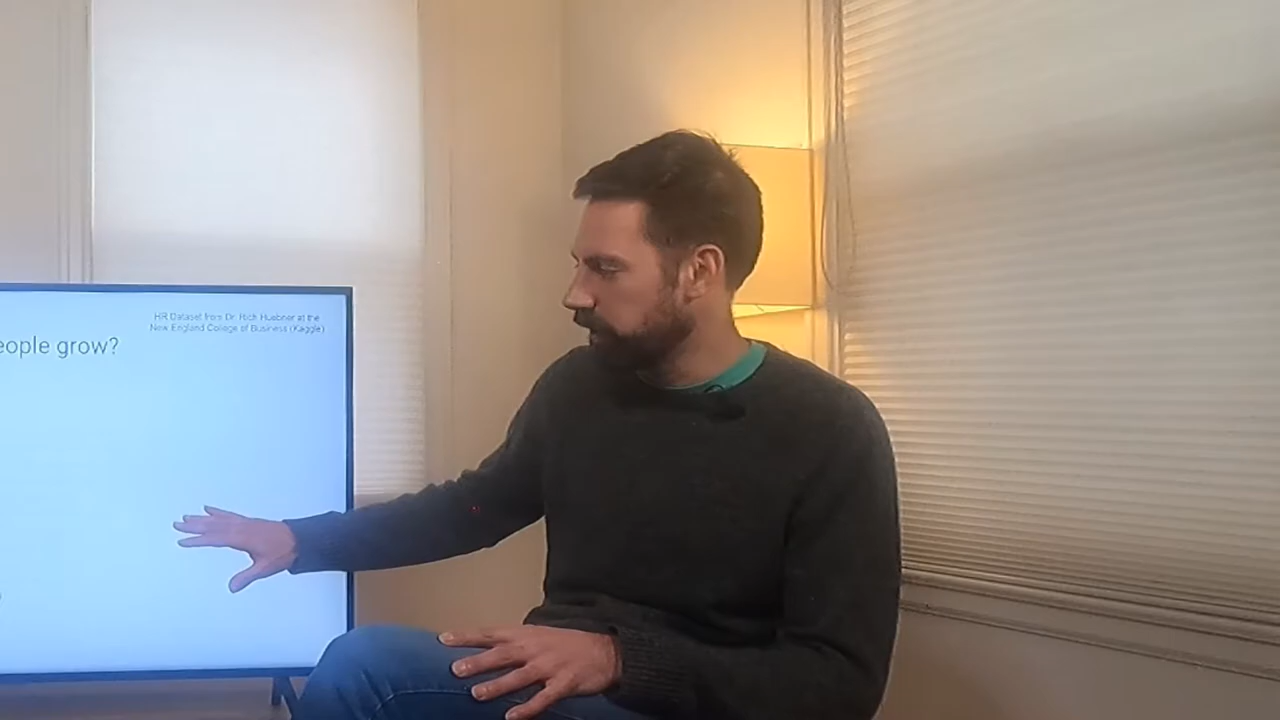 HR Dataset from Dr. Rich Huebner at the
New England College of Business (Kaggle)
eople grow?